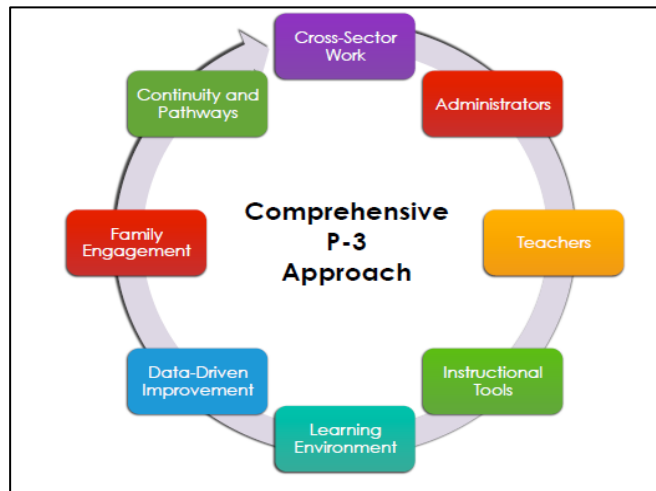 Cross-Sector
Work
Administrators
Teachers
Instructional
Tools
Learning
Environment
Data-Driven
Improvement
Family
Engagement
Continuity and
Pathways
Comprehensive
P-3
Approach